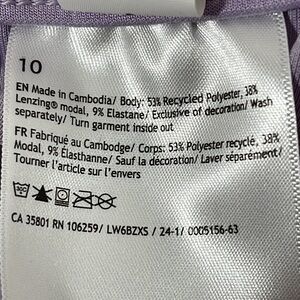 10
EN Made in Cambodia/ Body: 53% Recycled Polyester, 38%
Lenzing® modal, 9% Elastane/ Exclusive of decoration/ Wash
separately/ Turn garment inside out
FR Fabriqué au Cambodge/ Corps: 53% Polyester recyclé, 38%
Modal, 9% Élasthanne/ Sauf la décoration/ Laver séparément/
Tourner l'article sur l'envers
CA 35801 RN 106259/ LW6BZXS / 24-1/ 0005156-63